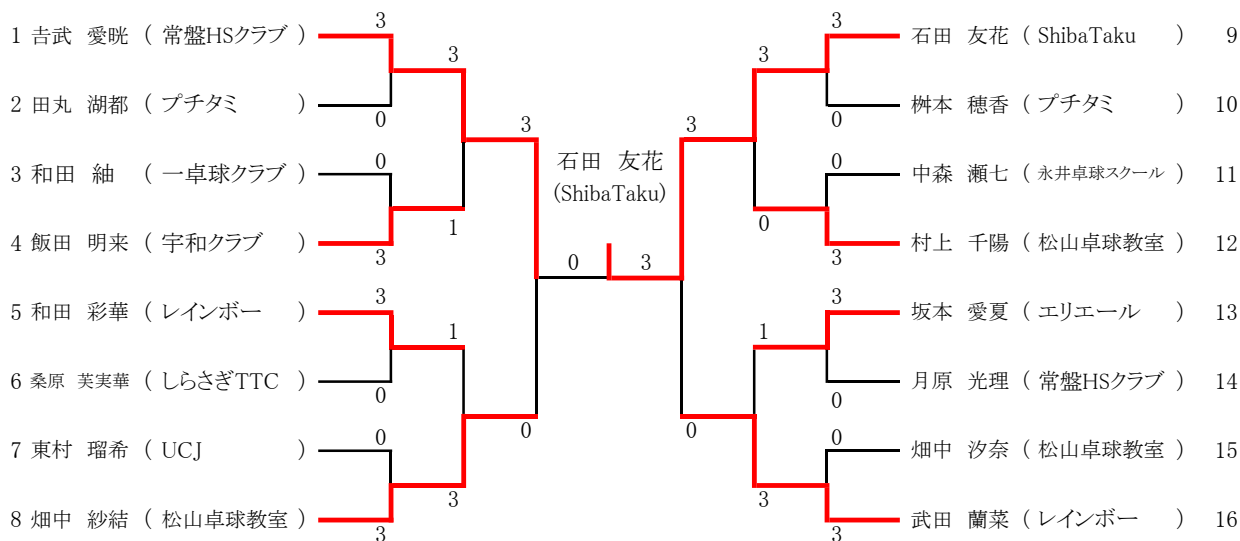 1 吉武 愛晄 ( 常盤HSクラブ )
2 田丸 湖都 ( プチタミ )
3 和田 紬 ( 一卓球クラブ )
4 飯田 明来 ( 宇和クラブ )
5 和田 彩華 ( レインボー )
6 桑原 芙実華 ( しらさぎTTC )
7 東村 瑠希 ( UCJ )
8 畑中 紗結 ( 松山卓球教室 )
3
0
0
3
3
0
0
3
3
1
1
3
3
0
石田 友花
(ShibaTaku)
0 3
3
0
3
0
1
3
3
0
0
3
3
0
0
3
石田 友花 ( ShibaTaku ) 9
桝本 穂香 ( プチタミ ) 10
中森 瀬七 ( 永井卓球スクール ) 11
村上 千陽 ( 松山卓球教室 ) 12
坂本 愛夏 ( エリエール ) 13
月原 光理 ( 常盤HSクラブ ) 14
畑中 汐奈 ( 松山卓球教室 ) 15
武田 蘭菜 ( レインボー ) 16